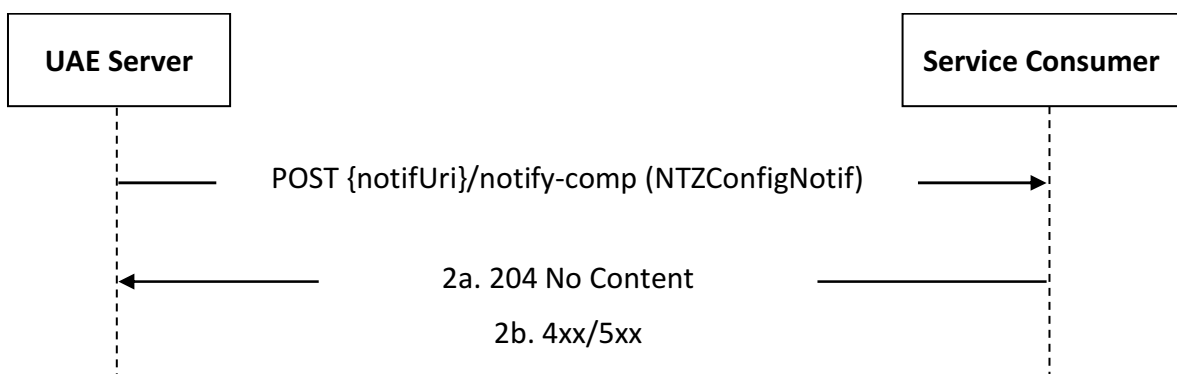 UAE Server
Service Consumer
POST {notifUri}/notify-comp (NTZConfigNotif)
2a. 204 No Content
2b. 4xx/5xx